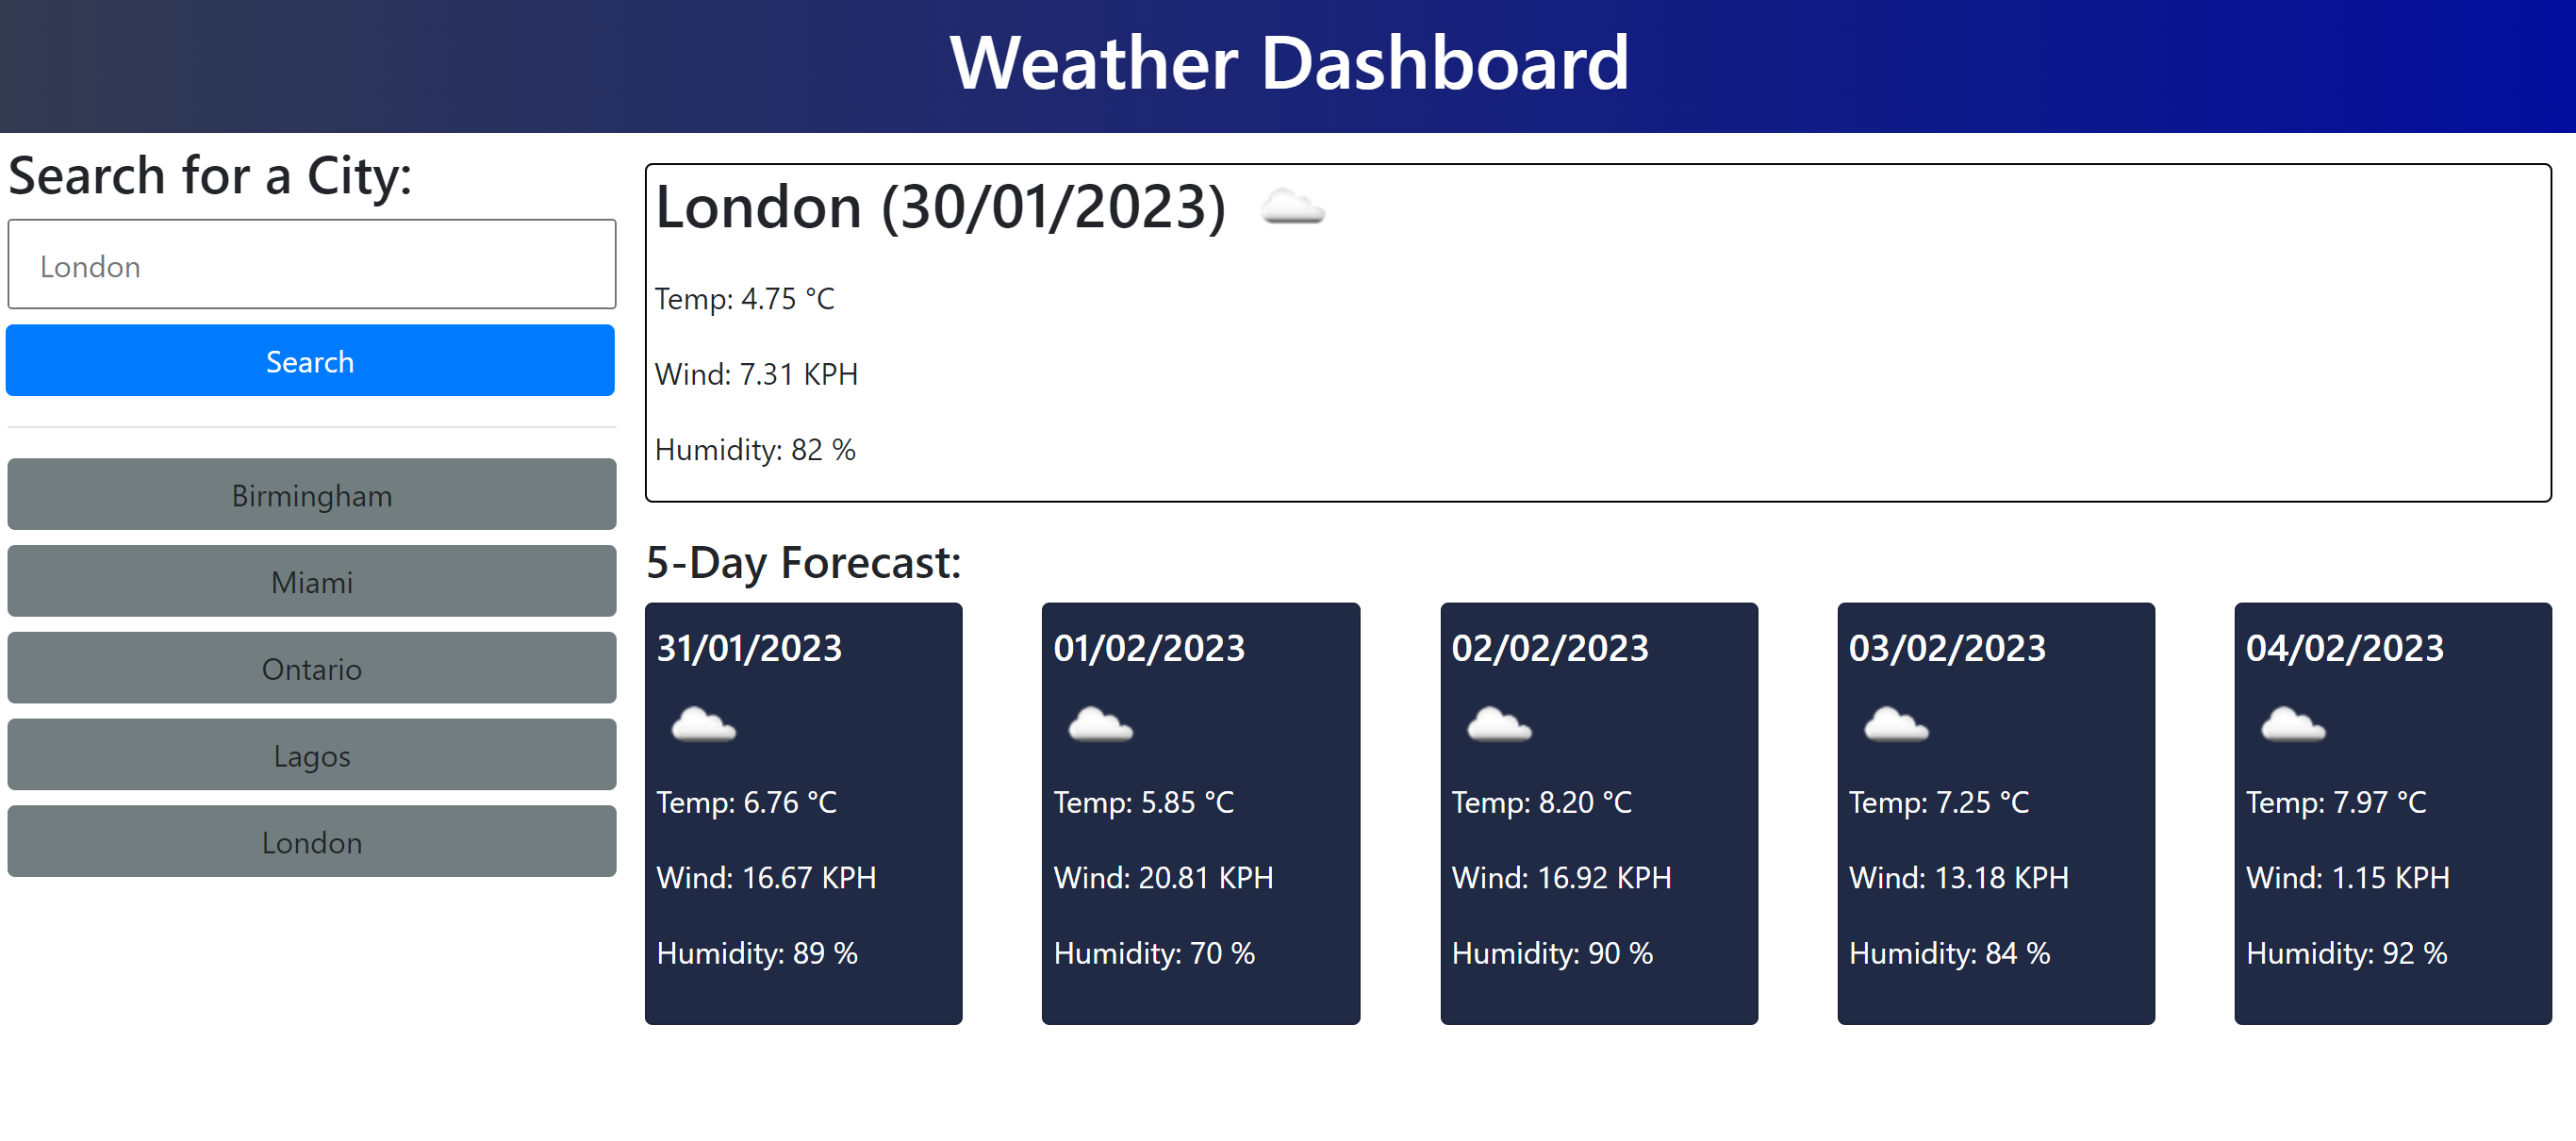 Weather Dashboard
Search for a City:
London
Search
Birmingham
Miami
Ontario
Lagos
London
London (30/01/2023)
Temp: 4.75 °C
Wind: 7.31 KPH
Humidity: 82 %
5-Day Forecast:
31/01/2023
Temp: 6.76 °C
Wind: 16.67 KPH
Humidity: 89 %
01/02/2023
Temp: 5.85 °C
Wind: 20.81 KPH
Humidity: 70 %
02/02/2023
Temp: 8.20 °C
Wind: 16.92 KPH
Humidity: 90 %
03/02/2023
Temp: 7.25 °C
Wind: 13.18 KPH
Humidity: 84 %
04/02/2023
Temp: 7.97 °C
Wind: 1.15 KPH
Humidity: 92 %